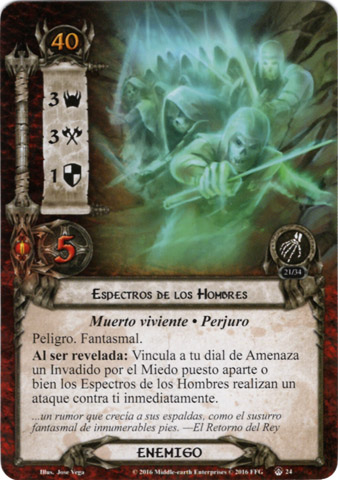 40
3
3
1
5
21/34
Espectros de los Hombres
Muerto viviente • Perjuro
Peligro. Fantasmal.
Al ser revelada: Vincula a tu dial de Amenaza
un Invadido por el Miedo puesto aparte o
bien los Espectros de los Hombres realizan un
ataque contra ti inmediatamente.
...un rumor que crecía a sus espaldas, como el susurro
fantasmal de innumerables pies. —El Retorno del Rey
ENEMIGO
Illus. Jose Vega © 2016 Middle-earth Enterprises © 2016 FFG 24